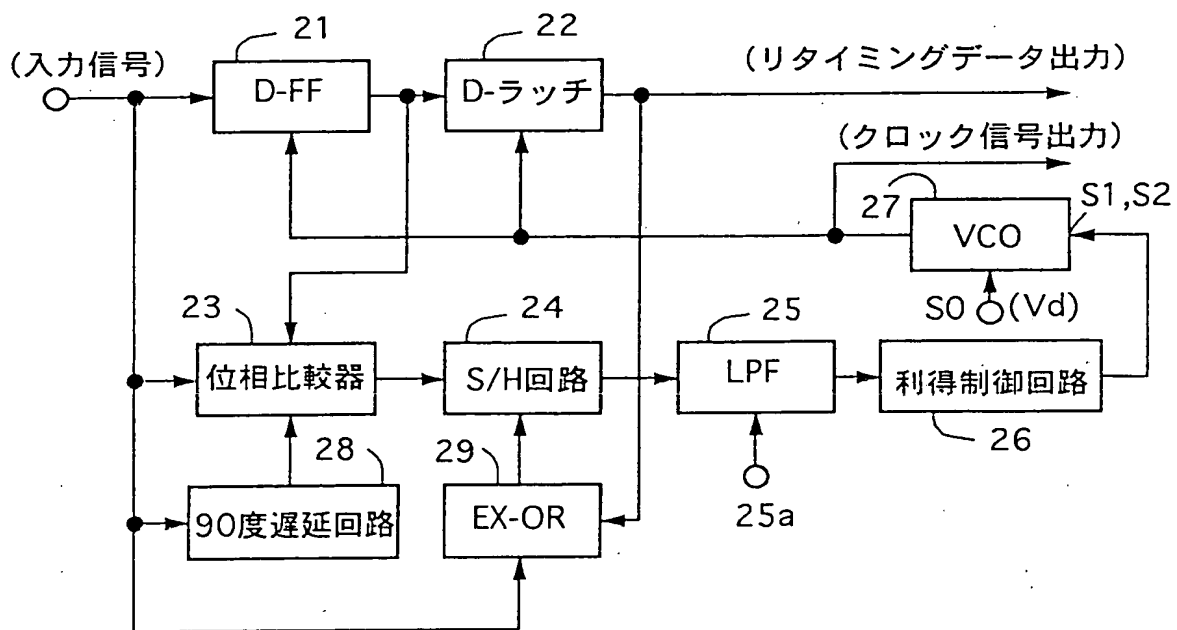 21
22
(入力信号)
(リタイミングデータ出力)
D-FF
D-ラッチ
(クロック信号出力)
27
S1,S2
VCO
23
24
25
S0
(Vd)
位相比較器
S/H回路
LPF
利得制御回路
28
29
26
90度遅延回路
EX-OR
25a